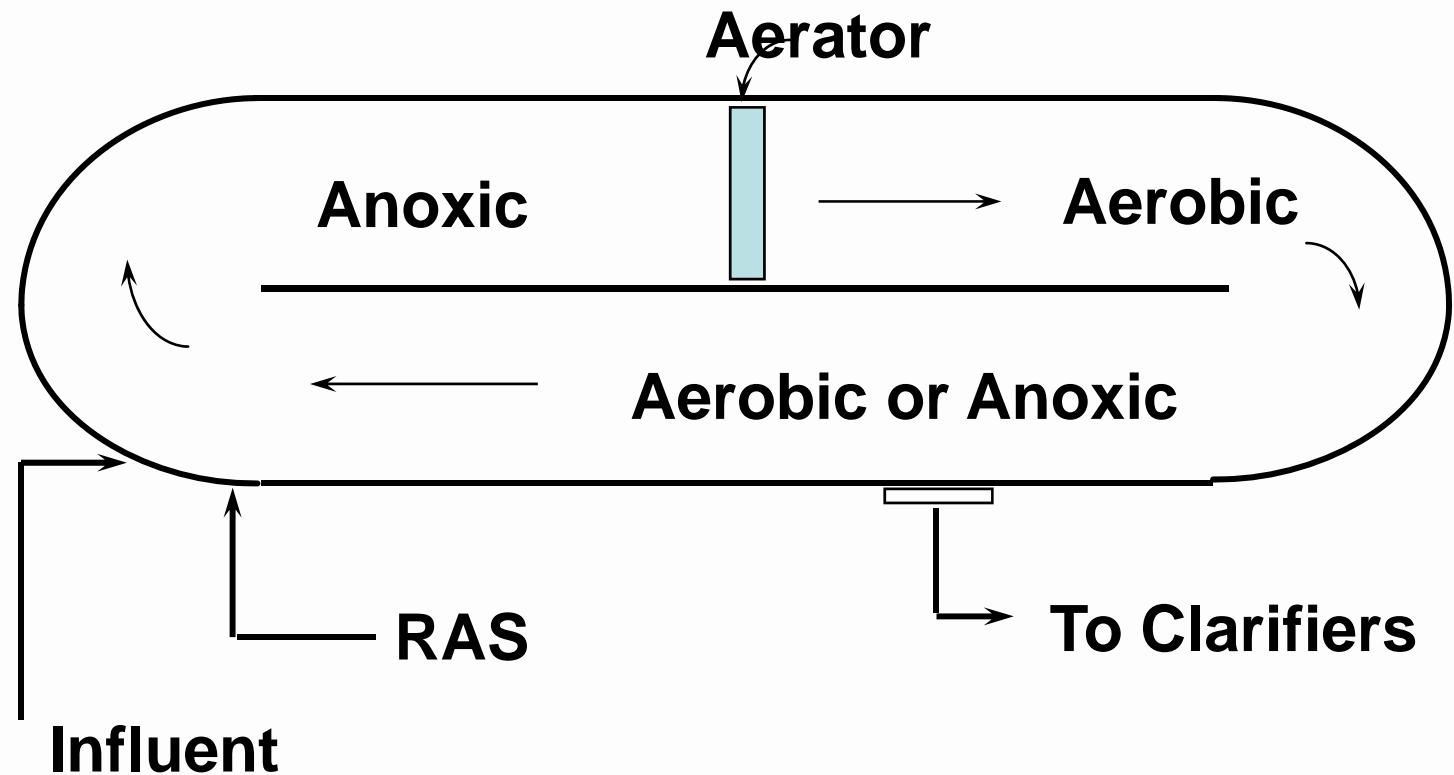 Aerator
Anoxic
Aerobic
Aerobic or Anoxic
RAS
To Clarifiers
Influent